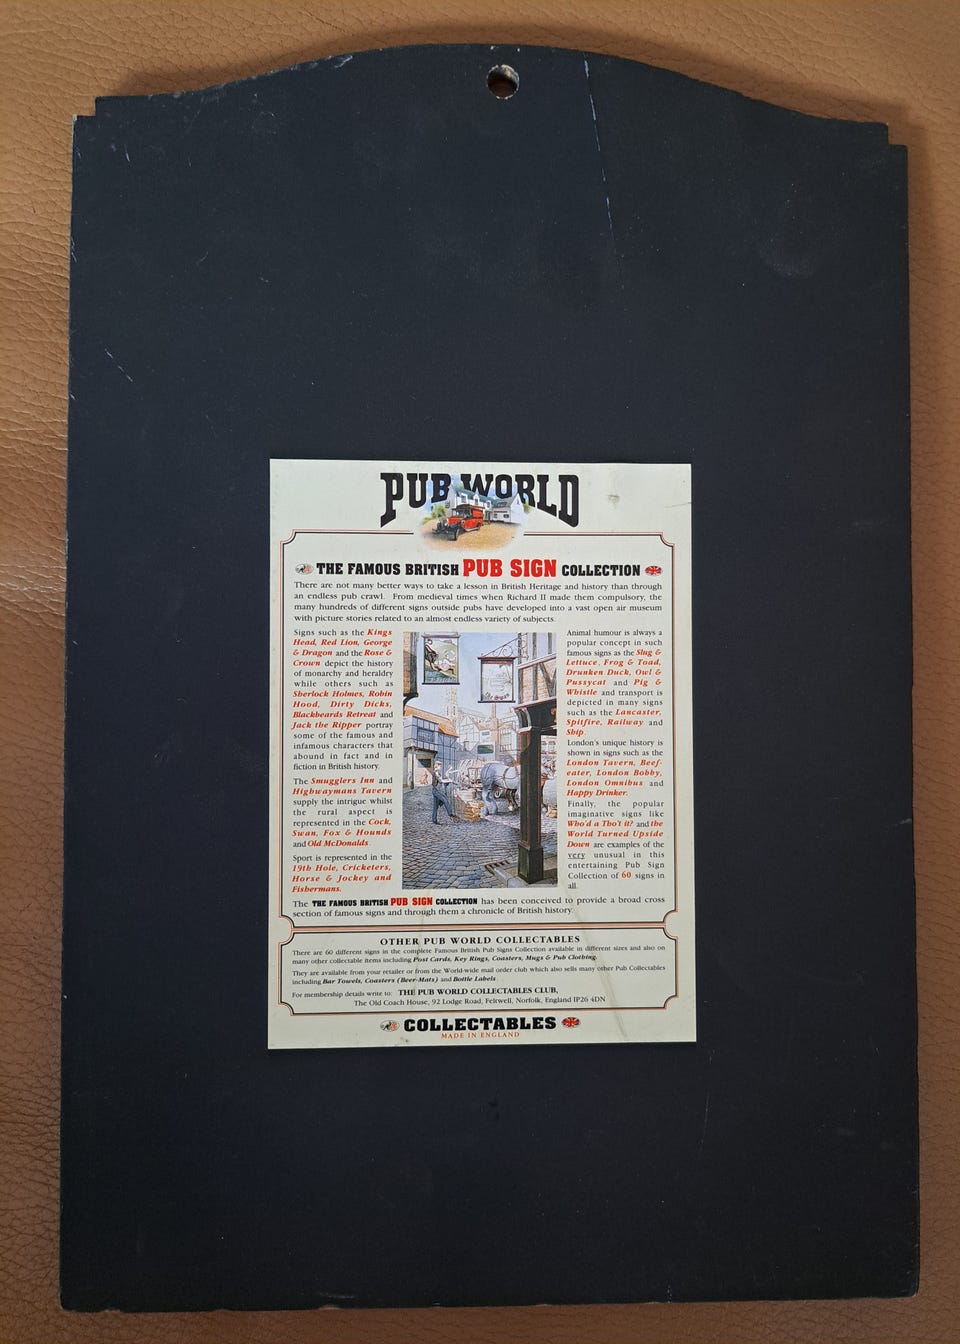 PUB WORLD
THE FAMOUS BRITISH PUB SIGN COLLECTION
There are not many better ways to take a lesson in British Heritage and history than through
an endless pub crawl. From medieval times when Richard II made them compulsory, the
many hundreds of different signs outside pubs have developed into a vast open air museum
with picture stories related to an almost endless variety of subjects.
Signs such as the Kings
Head, Red Lion, George
& Dragon and the Rose &
Crown depict the history
of monarchy and heraldry
while others such as
Sherlock Holmes, Robin
Hood, Dirty Dicks,
Blackbeards Retreat and
Jack the Ripper portray
some of the famous and
infamous characters that
abound in fact and in
fiction in British history.
The Smugglers Inn and
Highwaymans Tavern
supply the intrigue whilst
the rural aspect is
represented in the Cock,
Swan, Fox & Hounds
and Old McDonalds.
Sport is represented in the
19th Hole, Cricketers,
Horse & Jockey and
Fishermans.
Animal humour is always a
popular concept in such
famous signs as the Slug &
Lettuce, Frog & Toad,
Drunken Duck, Owl &
Pussycat and Pig &
Whistle and transport is
depicted in many signs
such as the Lancaster,
Spitfire, Railway and
Ship.
London's unique history is
shown in signs such as the
London Tavern, Beef-
eater, London Bobby,
London Omnibus and
Happy Drinker.
Finally, the popular
imaginative signs like
Who'd a Tho't it? and the
World Turned Upside
Down are examples of the
very unusual in this
entertaining Pub Sign
Collection of 60 signs in
all.
The THE FAMOUS BRITISH PUB SIGN COLLECTION has been conceived to provide a broad cross
section of famous signs and through them a chronicle of British history.
OTHER PUB WORLD COLLECTABLES
There are 60 different signs in the complete Famous British Pub Signs Collection available in different sizes and also on
many other collectable items including Post Cards, Key Rings, Coasters, Mugs & Pub Clothing.
They are available from your retailer or from the World-wide mail order club which also sells many other Pub Collectables
including Bar Towels, Coasters (Beer-Mats) and Bottle Labels
For membership details write to: THE PUB WORLD COLLECTABLES CLUB,
The Old Coach House, 92 Lodge Road, Feltwell, Norfolk, England IP26 4DN
COLLECTABLES
MADE IN ENGLAND